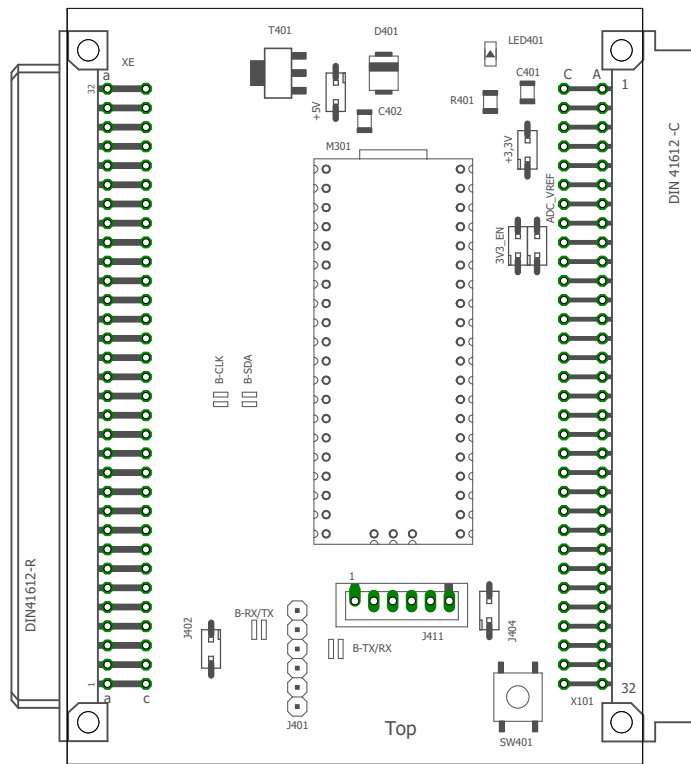 T401
D401
LED401
XE
a
32
+5V
C402
R401
C401
C A
1
M301
+3,3V
DIN 41612 -C
3V3_EN
ADC_VREF
B-CLK
B-SDA
DIN41612-R
1
B-RX/TX
J402
J411
J404
B-TX/RX
1
a c
J401
Top
SW401
X101
32